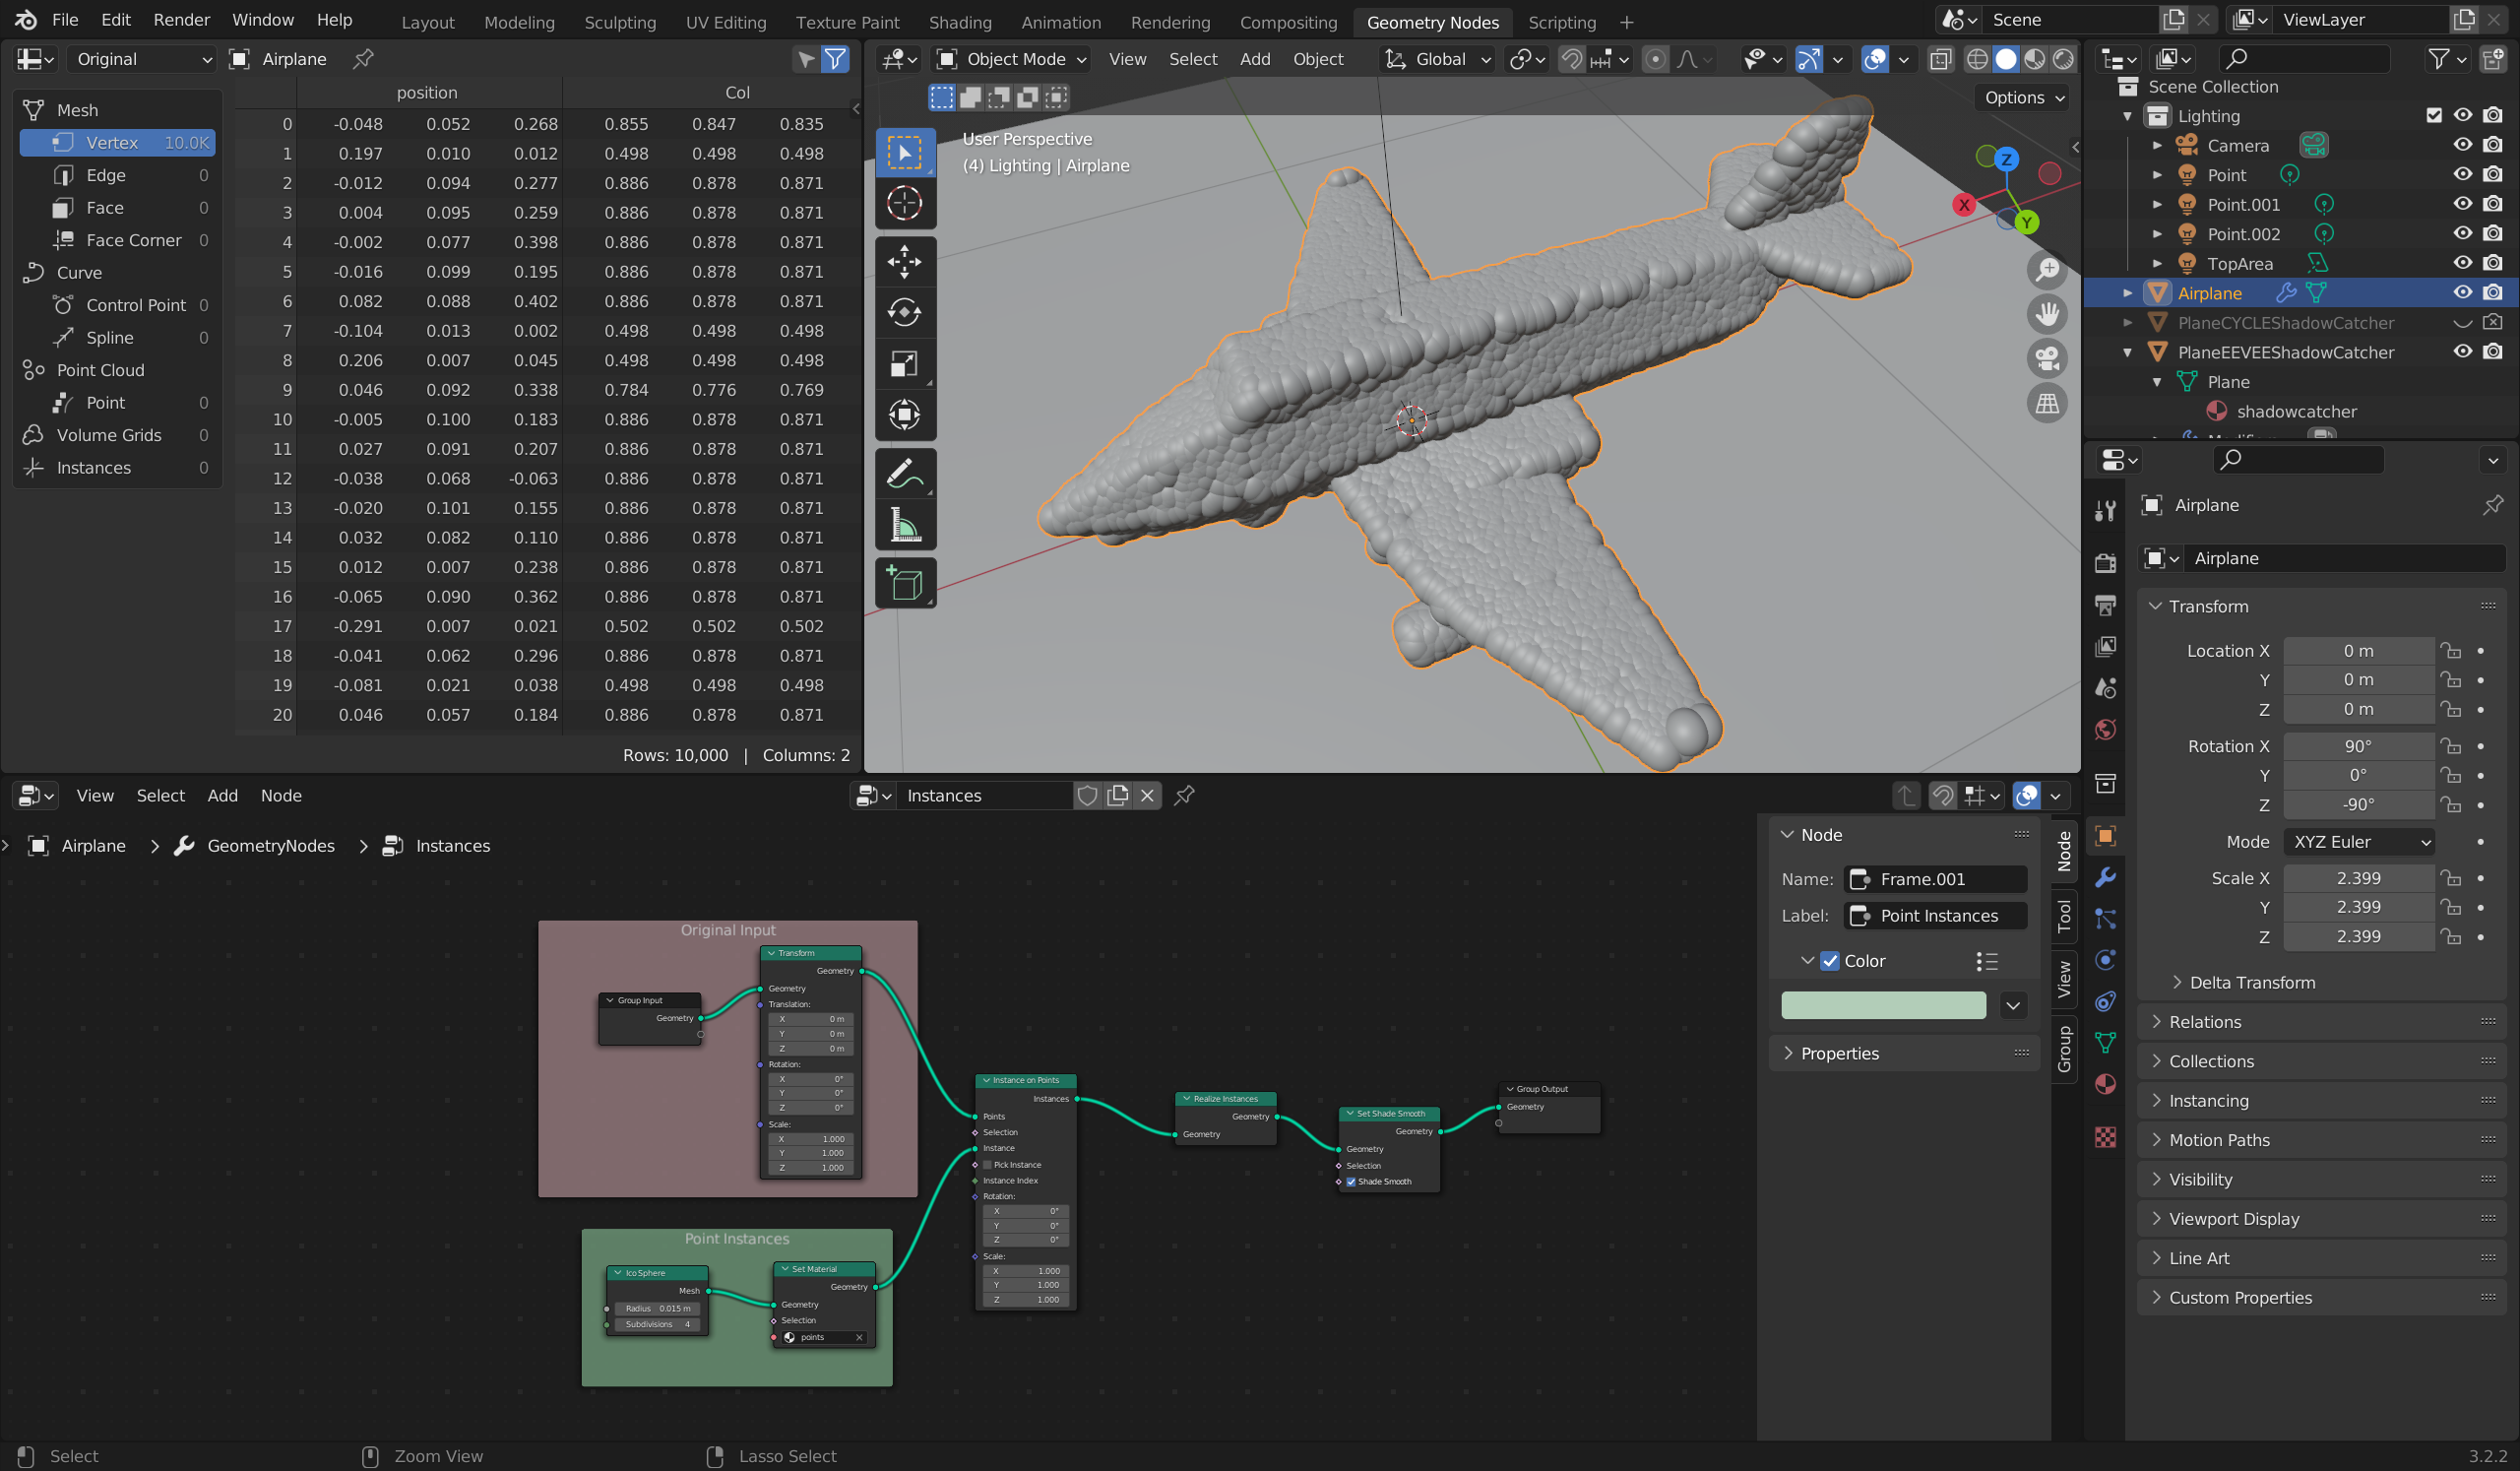 File Edit Render Window Help Layout Modeling Sculpting UV Editing Texture Paint Shading Animation Rendering Compositing Geometry Nodes Scripting + Scene ViewLayer
Original Airplane
position Col
Mesh
Vertex 10.0K
Edge 0
Face 0
Face Corner 0
Curve
Control Point 0
Spline 0
Point Cloud
Point 0
Volume Grids 0
Instances 0
0 -0.048 0.052 0.268 0.855 0.847 0.835
1 0.197 0.010 0.012 0.498 0.498 0.498
2 -0.012 0.094 0.277 0.886 0.878 0.871
3 0.004 0.095 0.259 0.886 0.878 0.871
4 -0.002 0.077 0.398 0.886 0.878 0.871
5 -0.016 0.099 0.195 0.886 0.878 0.871
6 0.082 0.088 0.402 0.886 0.878 0.871
7 -0.104 0.013 0.002 0.498 0.498 0.498
8 0.206 0.007 0.045 0.498 0.498 0.498
9 0.046 0.092 0.338 0.784 0.776 0.769
10 -0.005 0.100 0.183 0.886 0.878 0.871
11 0.027 0.091 0.207 0.886 0.878 0.871
12 -0.038 0.068 -0.063 0.886 0.878 0.871
13 -0.020 0.101 0.155 0.886 0.878 0.871
14 0.032 0.082 0.110 0.886 0.878 0.871
15 0.012 0.007 0.238 0.886 0.878 0.871
16 -0.065 0.090 0.362 0.886 0.878 0.871
17 -0.291 0.007 0.021 0.502 0.502 0.502
18 -0.041 0.062 0.296 0.886 0.878 0.871
19 -0.081 0.021 0.038 0.498 0.498 0.498
20 0.046 0.057 0.184 0.886 0.878 0.871
Rows: 10,000 | Columns: 2
Object Mode View Select Add Object Global
Options
User Perspective
(4) Lighting | Airplane
Z
X
Y
Scene Collection
Lighting
Camera
Point
Point.001
Point.002
TopArea
Airplane
PlaneCYCLEShadowCatcher
PlaneEEVEEShadowCatcher
Plane
shadowcatcher
Airplane
Airplane
Transform
Location X 0 m
Y 0 m
Z 0 m
Rotation X 90°
Y 0°
Z -90°
Mode XYZ Euler
Scale X 2.399
Y 2.399
Z 2.399
Delta Transform
Relations
Collections
Instancing
Motion Paths
Visibility
Viewport Display
Line Art
Custom Properties
View Select Add Node Instances
Airplane > GeometryNodes > Instances
Original Input
Group Input
Geometry
Transform
Geometry
Geometry
Translation:
X 0 m
Y 0 m
Z 0 m
Rotation:
X 0°
Y 0°
Z 0°
Scale:
X 1.000
Y 1.000
Z 1.000
Point Instances
Ico Sphere
Mesh
Radius 0.015 m
Subdivisions 4
Set Material
Geometry
Geometry
Selection
points
Instance on Points
Instances
Points
Selection
Instance
Pick Instance
Instance Index
Rotation:
X 0°
Y 0°
Z 0°
Scale:
X 1.000
Y 1.000
Z 1.000
Realize Instances
Geometry
Geometry
Set Shade Smooth
Geometry
Geometry
Selection
Shade Smooth
Group Output
Geometry
Node
Name: Frame.001
Label: Point Instances
Color
Properties
Node
Tool
View
Group
Select Zoom View Lasso Select 3.2.2